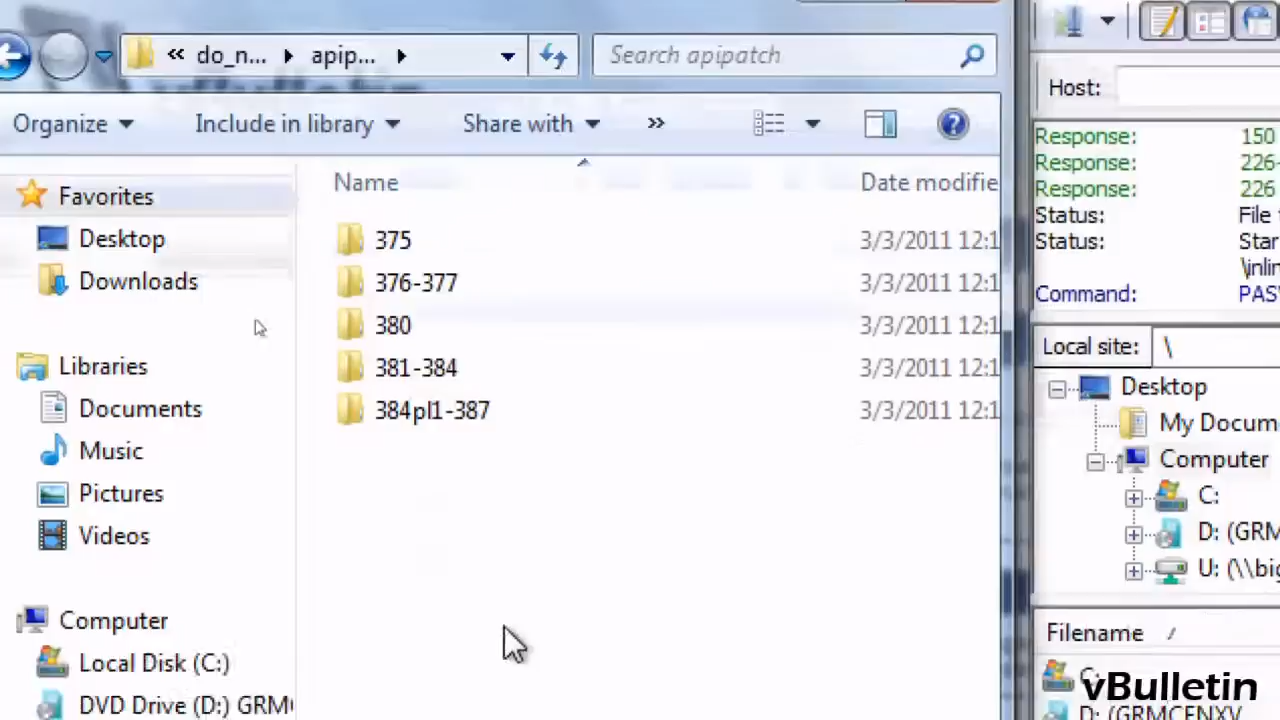 « do_n... ▶ apip... ▶
Search apipatch
Organize
Include in library
Share with
»
Name
Date modifie
Favorites
Desktop
Downloads
Libraries
Documents
Music
Pictures
Videos
Computer
Local Disk (C:)
DVD Drive (D:) GRM
375 3/3/2011 12:1
376-377 3/3/2011 12:1
380 3/3/2011 12:1
381-384 3/3/2011 12:1
384pl1-387 3/3/2011 12:1
Host:
Response: 150
Response: 226-
Response: 226
Status: File
Status: Star
\inlin
Command: PAS
Local site: \
Desktop
My Docum
Computer
C:
D: (GRM
U: (\\big
Filename /
C:
D: (GRMCENXV
vBulletin